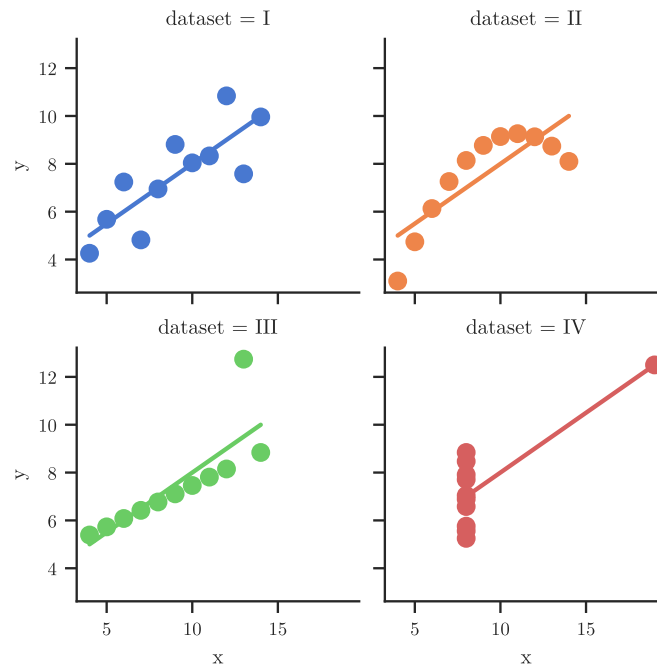 dataset = I
dataset = II
12
10
8
6
4
y
dataset = III
dataset = IV
12
10
8
6
4
y
5
10
15
5
10
15
x
x